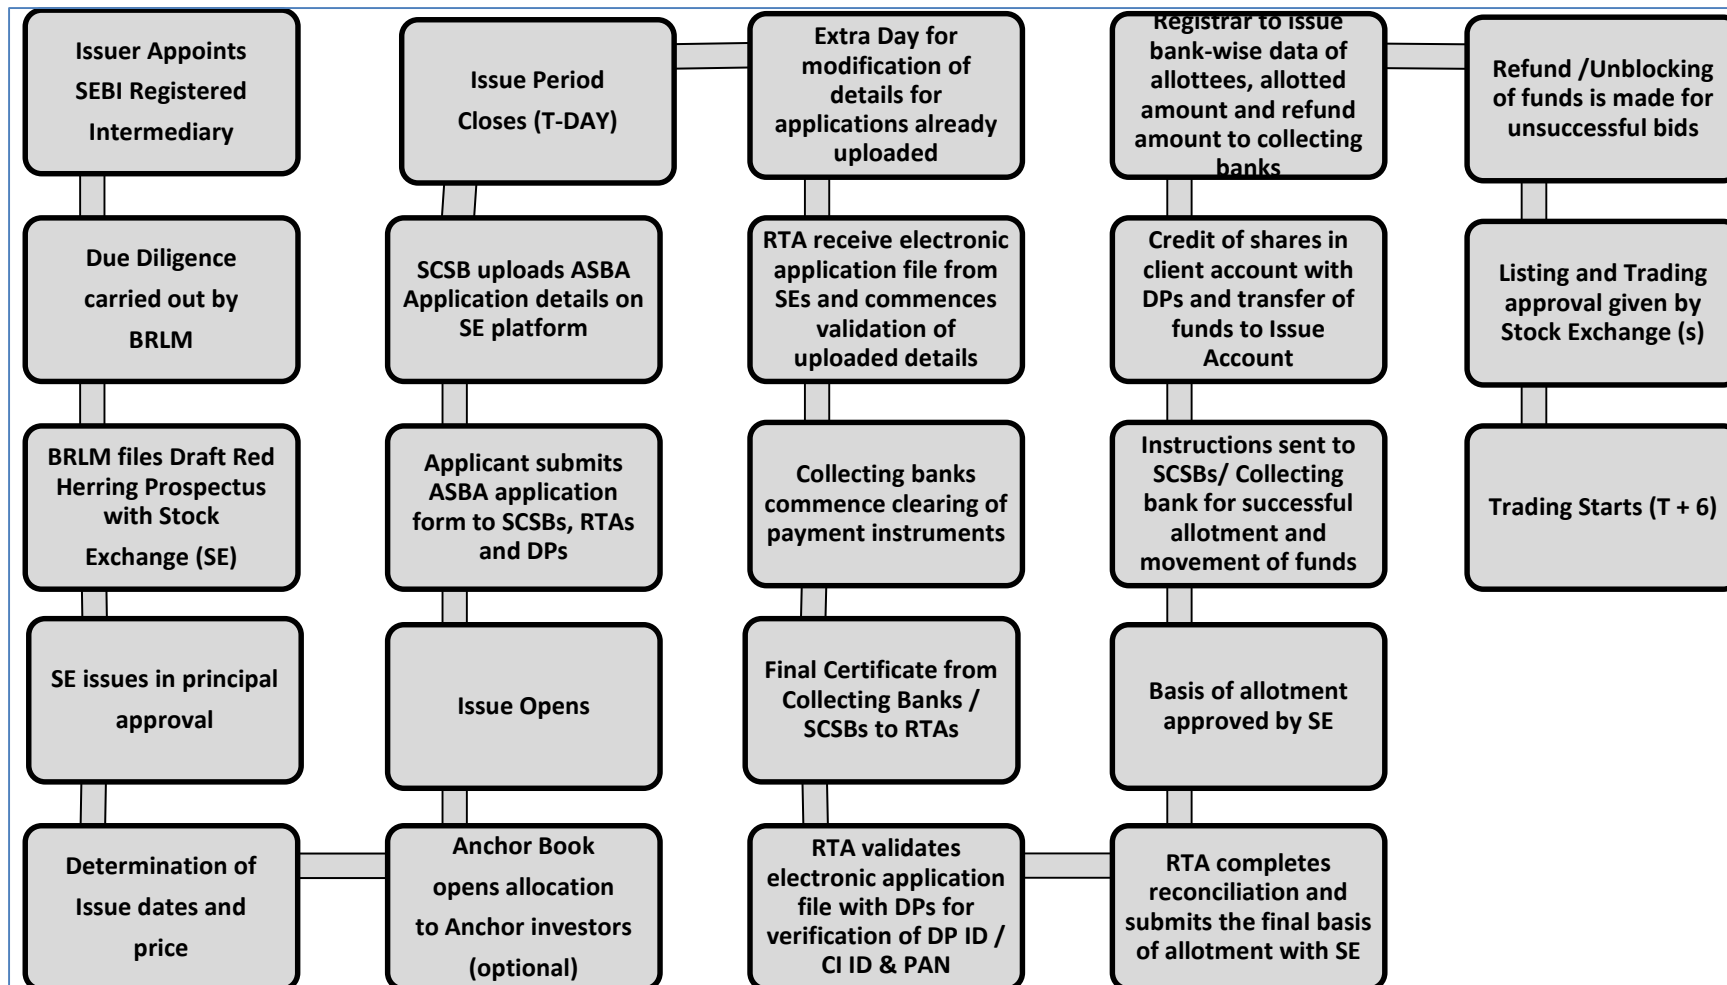 Issuer Appoints
SEBI Registered
Intermediary
Due Diligence
carried out by
BRLM
BRLM files Draft Red
Herring Prospectus
with Stock
Exchange (SE)
SE issues in principal
approval
Determination of
Issue dates and
price
Anchor Book
opens allocation
to Anchor investors
(optional)
Issue Opens
Applicant submits
ASBA application
form to SCSBs, RTAs
and DPs
SCSB uploads ASBA
Application details on
SE platform
Issue Period
Closes (T-DAY)
Extra Day for
modification of
details for
applications already
uploaded
RTA receive electronic
application file from
SEs and commences
validation of
uploaded details
Collecting banks
commence clearing of
payment instruments
Final Certificate from
Collecting Banks /
SCSBs to RTAs
RTA validates
electronic application
file with DPs for
verification of DP ID /
CI ID & PAN
RTA completes
reconciliation and
submits the final basis
of allotment with SE
Basis of allotment
approved by SE
Instructions sent to
SCSBs/ Collecting
bank for successful
allotment and
movement of funds
Credit of shares in
client account with
DPs and transfer of
funds to Issue
Account
Registrar to issue
bank-wise data of
allottees, allotted
amount and refund
amount to collecting
banks
Refund /Unblocking
of funds is made for
unsuccessful bids
Listing and Trading
approval given by
Stock Exchange (s)
Trading Starts (T + 6)